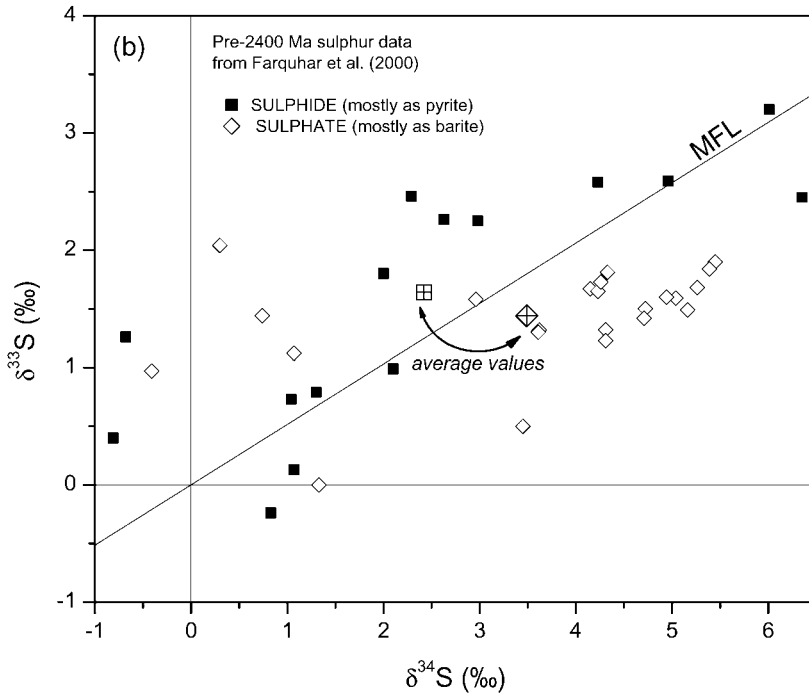 4
(b)
Pre-2400 Ma sulphur data
from Farquhar et al. (2000)
SULPHIDE (mostly as pyrite)
SULPHATE (mostly as barite)
MFL
3
2
average values
1
0
-1
-1 0 1 2 3 4 5 6
δ³³S (‰)
δ³⁴S (‰)